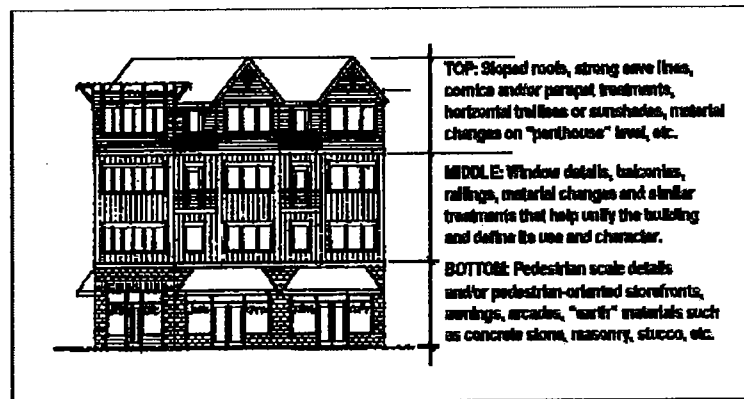 TOP: Sloped roofs, strong eave lines,
cornice and/or parapet treatments,
horizontal trellises or sunshades, material
changes on "penthouse" level, etc.
MIDDLE: Window details, balconies,
railings, material changes and similar
treatments that help unify the building
and define its use and character.
BOTTOM: Pedestrian scale details
and/or pedestrian-oriented storefronts,
awnings, arcades, "earth" materials such
as concrete stone, masonry, stucco, etc.